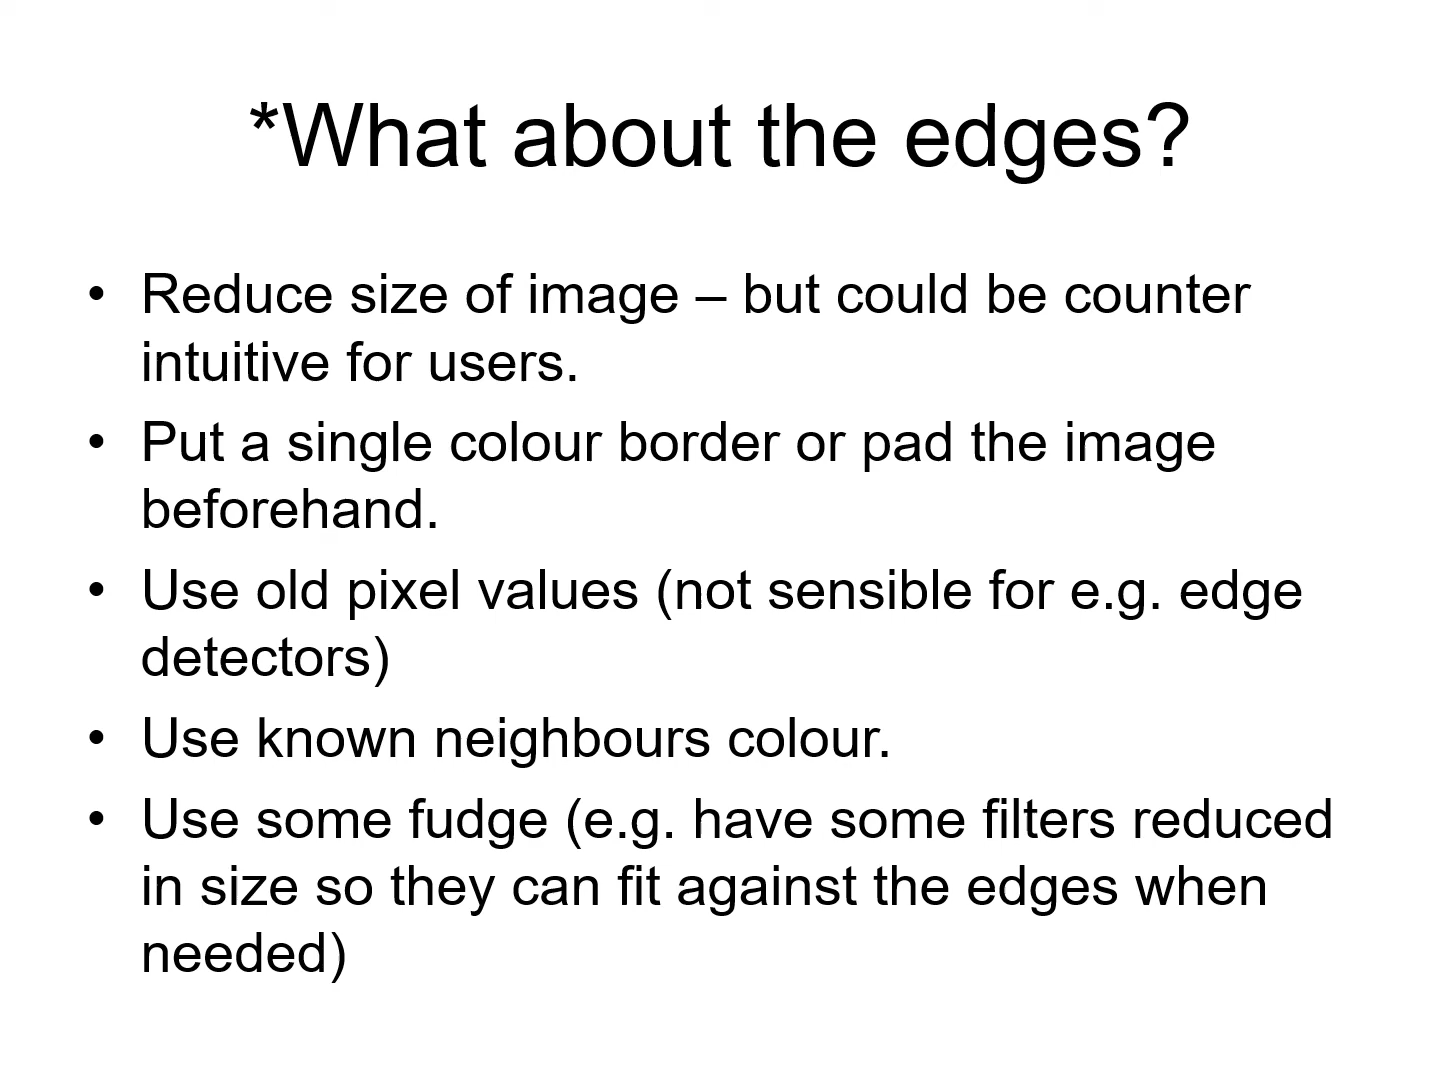 *What about the edges?
• Reduce size of image – but could be counter
intuitive for users.
• Put a single colour border or pad the image
beforehand.
• Use old pixel values (not sensible for e.g. edge
detectors)
• Use known neighbours colour.
• Use some fudge (e.g. have some filters reduced
in size so they can fit against the edges when
needed)